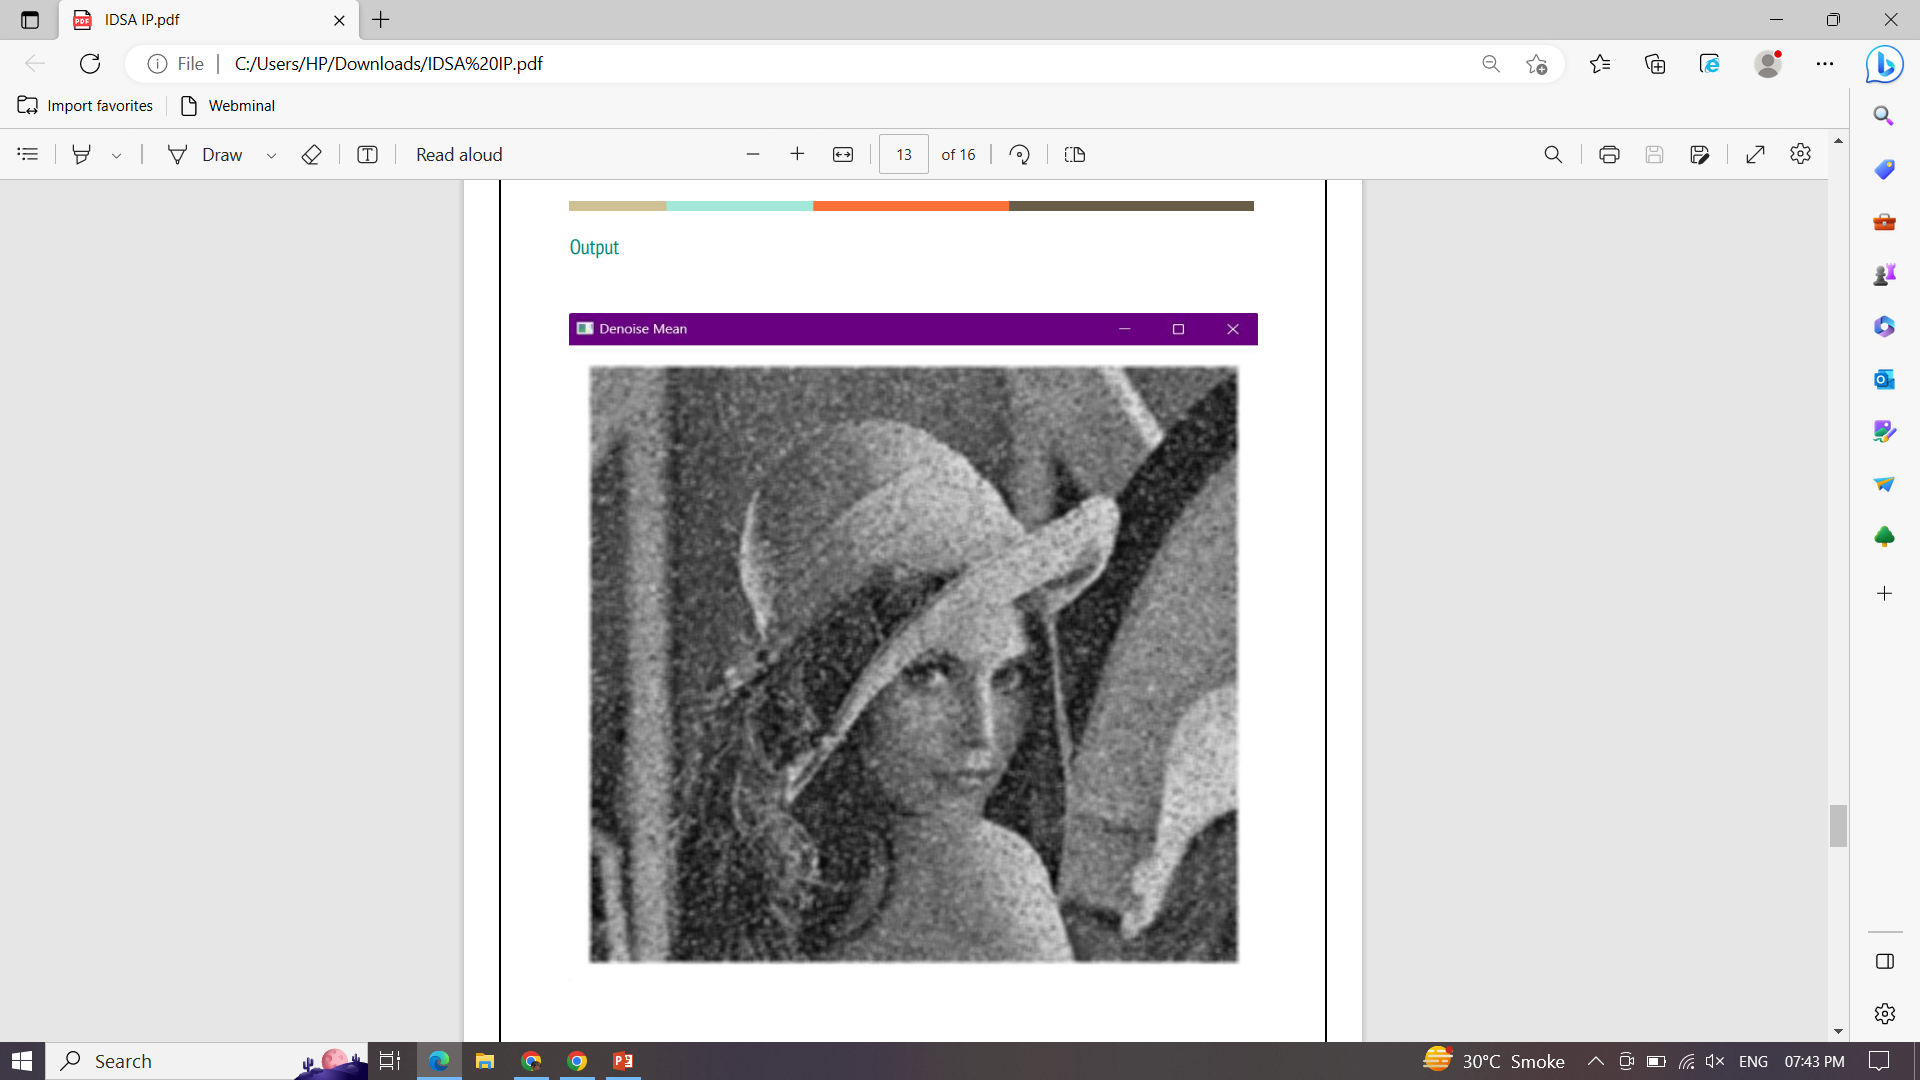 IDSA IP.pdf
File
C:/Users/HP/Downloads/IDSA%20IP.pdf
Import favorites
Webminal
Draw
Read aloud
13 of 16
Output
Denoise Mean
Search
30°C Smoke
ENG
07:43 PM